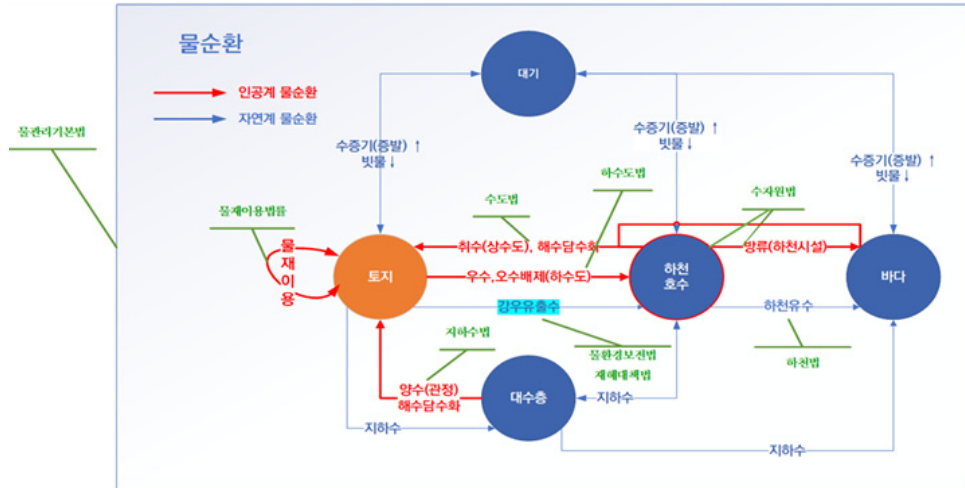 물순환
대기
인공계 물순환
자연계 물순환
물관리기본법
수증기(증발) ↑
빗물↓
수증기(증발) ↑
빗물↓
수증기(증발) ↑
빗물↓
하수도법
수도법
수자원법
물재이용법률
물재이용
취수(상수도), 해수담수화
방류(하천시설)
토지
우수,오수배제(하수도)
하천
호수
바다
강우유출수
하천유수
지하수법
물환경보전법
재해대책법
하천법
양수(관정)
해수담수화
대수층
지하수
지하수
지하수